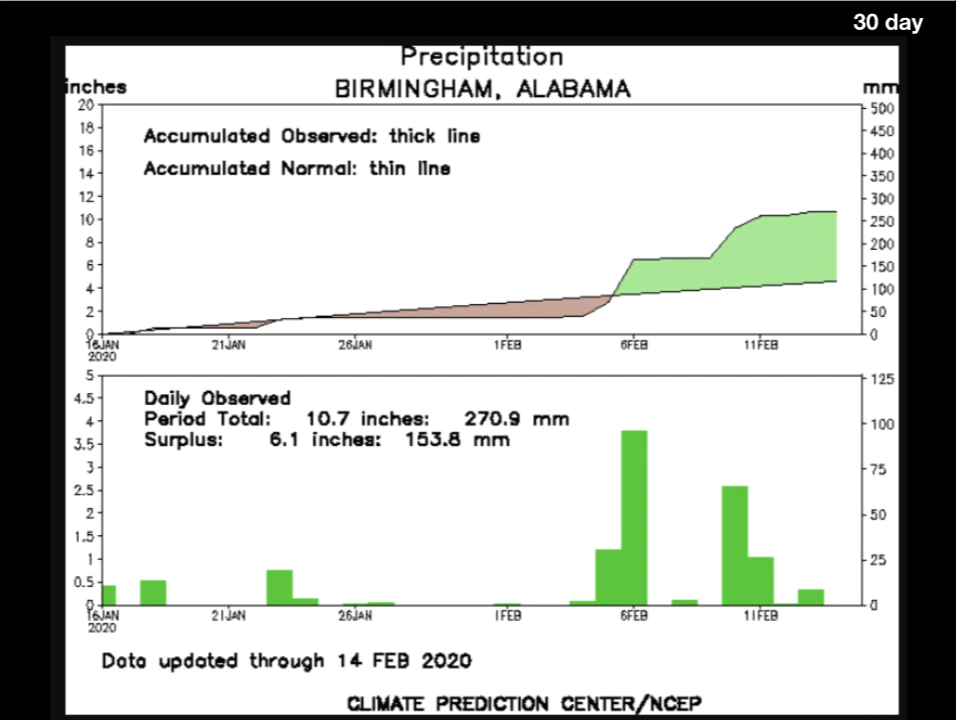 30 day
Precipitation
inches BIRMINGHAM, ALABAMA mm
20 500
18 450
16 400
14 350
12 300
10 250
8 200
6 150
4 100
2 50
0 0
Accumulated Observed: thick line
Accumulated Normal: thin line
16JAN 21JAN 26JAN 1FEB 6FEB 11FEB
2020
5 125
4.5
4 100
3.5
3 75
2.5
2 50
1.5
1 25
0.5
0 0
Daily Observed
Period Total: 10.7 inches: 270.9 mm
Surplus: 6.1 inches: 153.8 mm
16JAN 21JAN 26JAN 1FEB 6FEB 11FEB
2020
Data updated through 14 FEB 2020
CLIMATE PREDICTION CENTER/NCEP